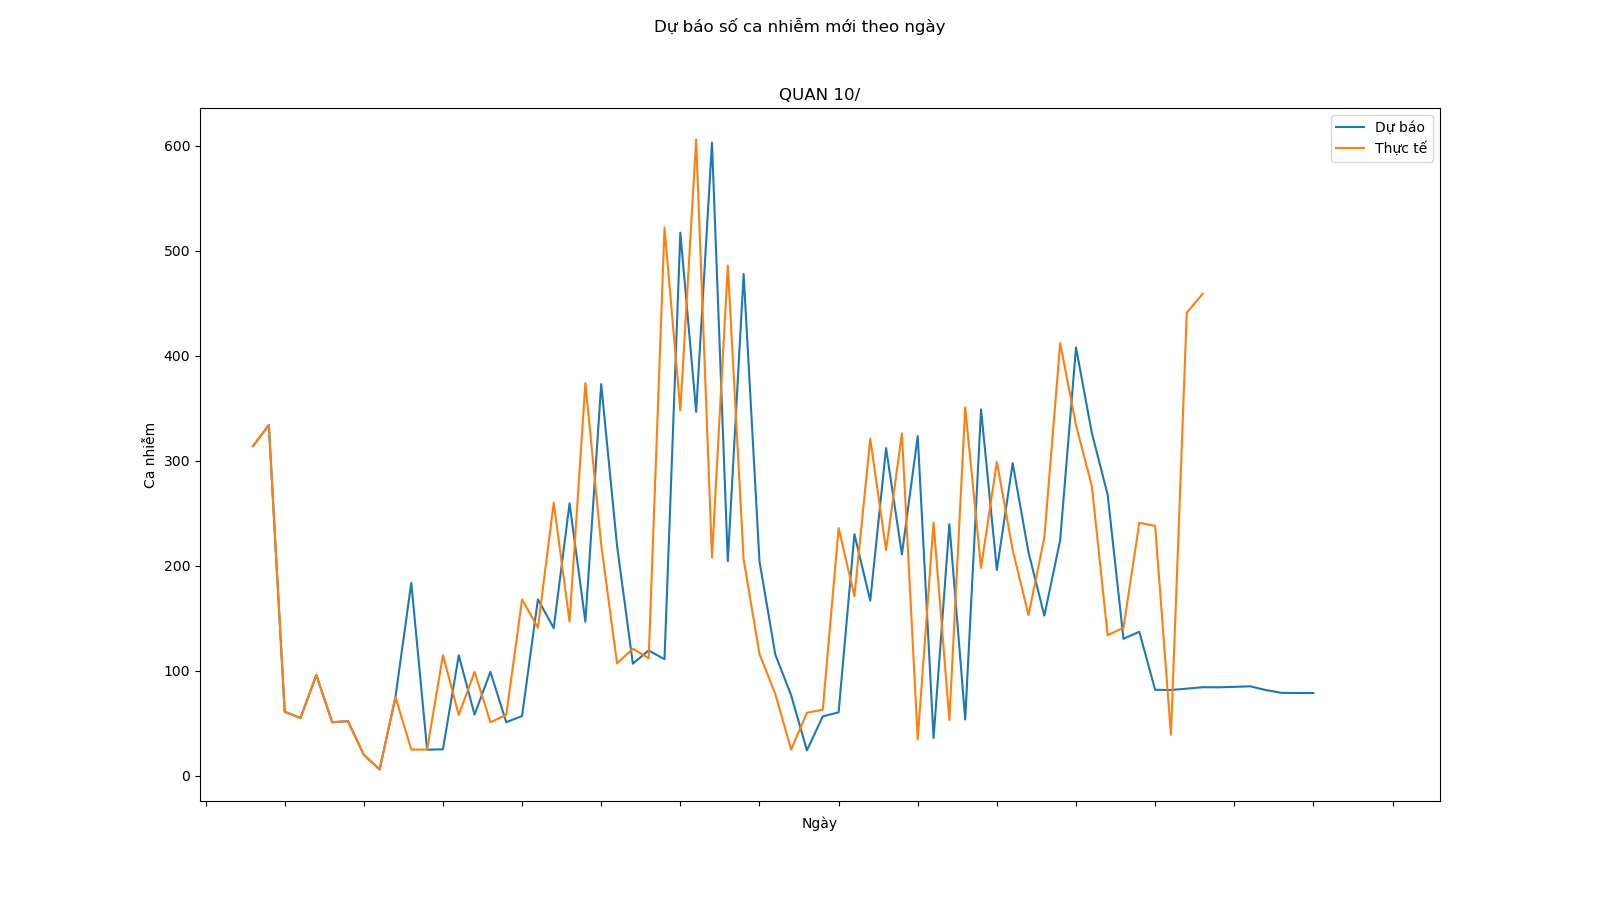 Dự báo số ca nhiễm mới theo ngày
QUAN 10/
Dự báo
Thực tế
600
500
400
300
200
100
0
Ca nhiễm
Ngày